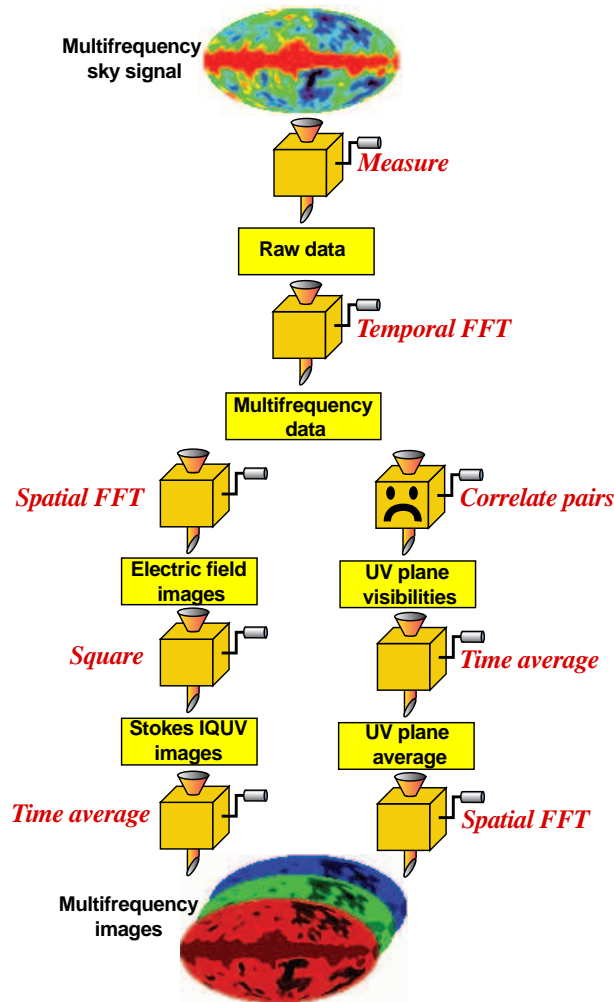 Multifrequency
sky signal
Measure
Raw data
Temporal FFT
Multifrequency
data
Spatial FFT
Correlate pairs
Electric field
images
UV plane
visibilities
Square
Time average
Stokes IQUV
images
UV plane
average
Time average
Spatial FFT
Multifrequency
images